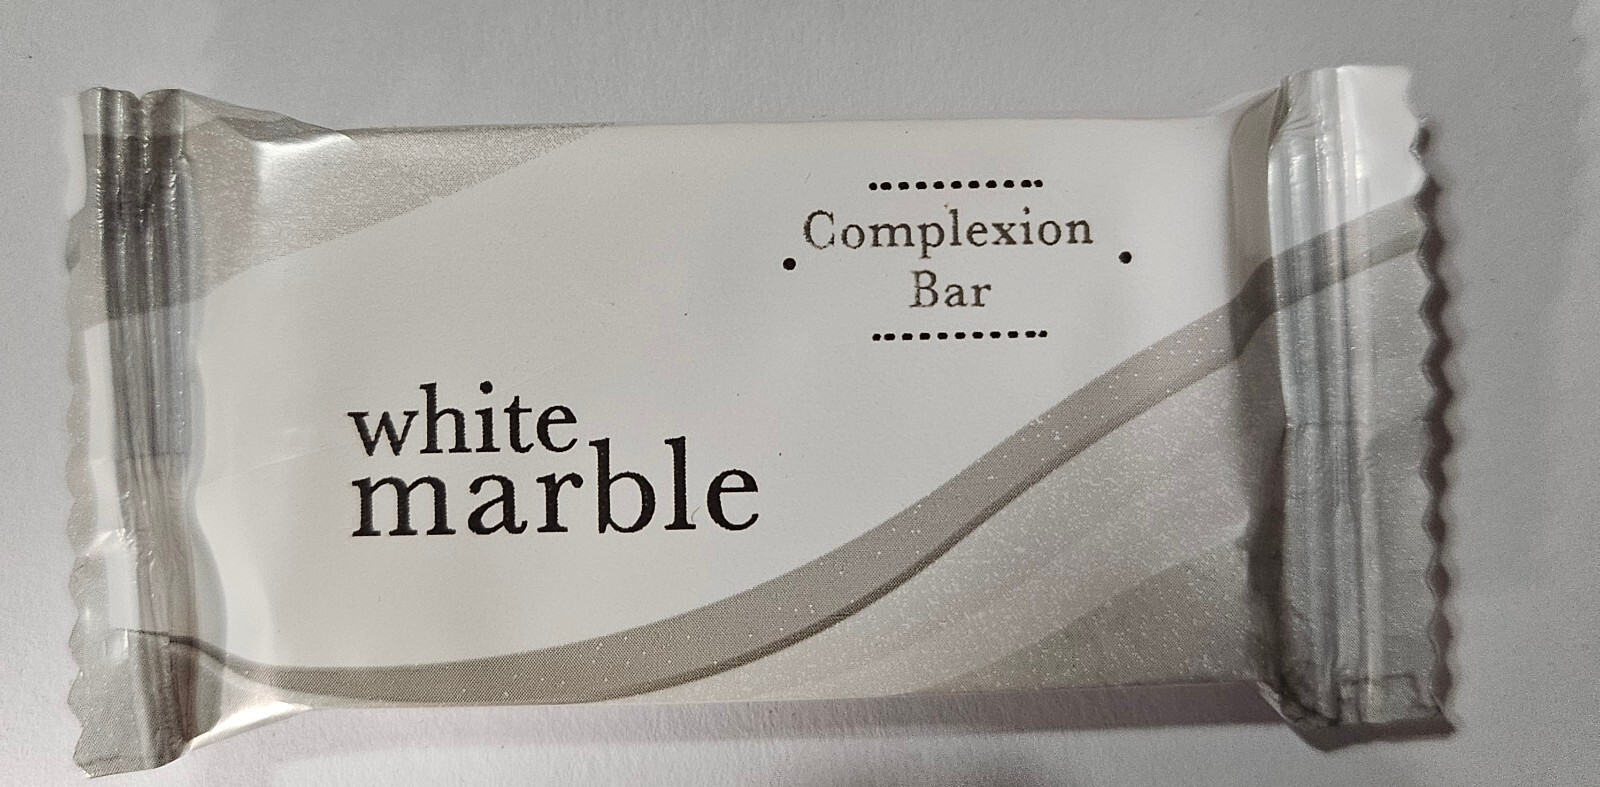 Complexion
Bar
white
marble